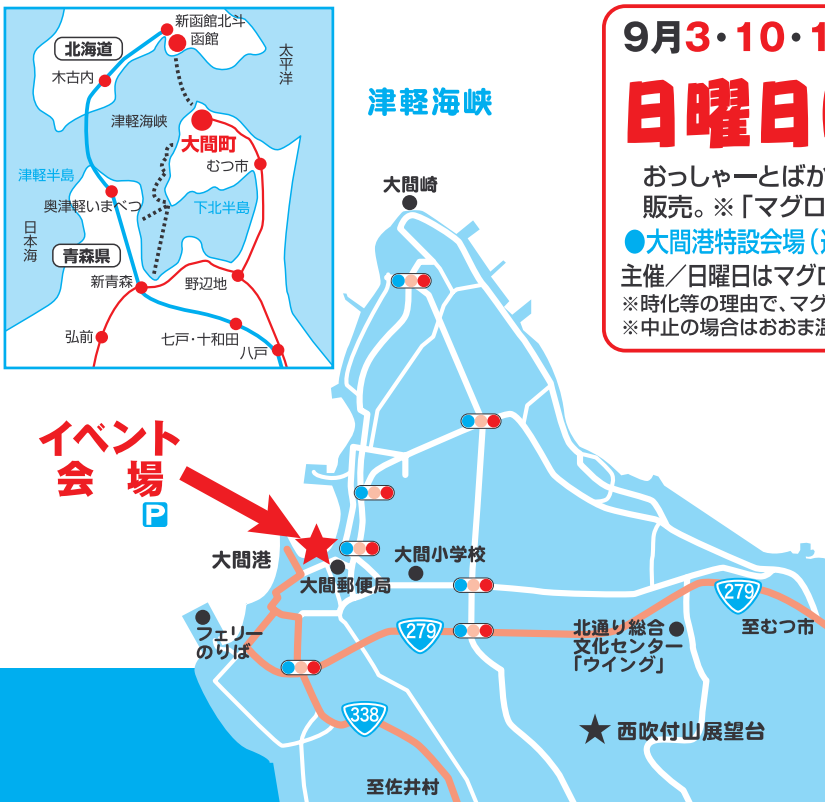 新函館北斗
函館
北海道
太平洋
木古内
津軽海峡
大間町
むつ市
津軽半島
奥津軽いまべつ
下北半島
日本海
青森県
新青森
野辺地
弘前
七戸・十和田
八戸
9月3・10・1
日曜日
おっしゃーとばか
販売。※「マグロ
●大間港特設会場(
主催/日曜日はマグロ
※時化等の理由で、マグ
※中止の場合はおおま温
津軽海峡
大間崎
イベント
会場
P
大間港
大間郵便局
大間小学校
フェリー
のりば
279
279
北通り総合
文化センター
「ウイング」
至むつ市
338
西吹付山展望台
至佐井村